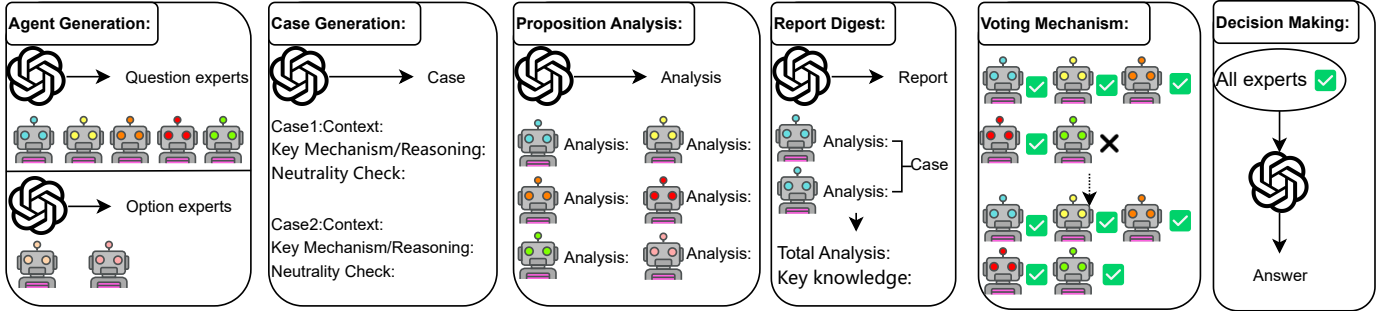 Agent Generation:
Question experts
Option experts
Case Generation:
Case
Case1:Context:
Key Mechanism/Reasoning:
Neutrality Check:
Case2:Context:
Key Mechanism/Reasoning:
Neutrality Check:
Proposition Analysis:
Analysis
Analysis: Analysis:
Analysis: Analysis:
Analysis: Analysis:
Report Digest:
Report
Analysis:
Case
Analysis:
Total Analysis:
Key knowledge:
Voting Mechanism:
Decision Making:
All experts
Answer